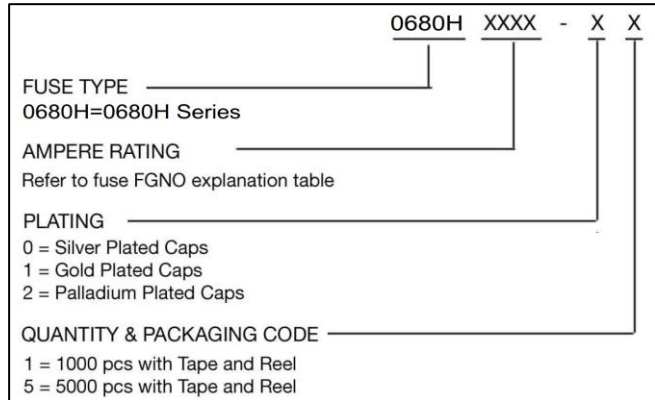 0680H XXXX - X X
FUSE TYPE
0680H=0680H Series
AMPERE RATING
Refer to fuse FGNO explanation table
PLATING
0 = Silver Plated Caps
1 = Gold Plated Caps
2 = Palladium Plated Caps
QUANTITY & PACKAGING CODE
1 = 1000 pcs with Tape and Reel
5 = 5000 pcs with Tape and Reel